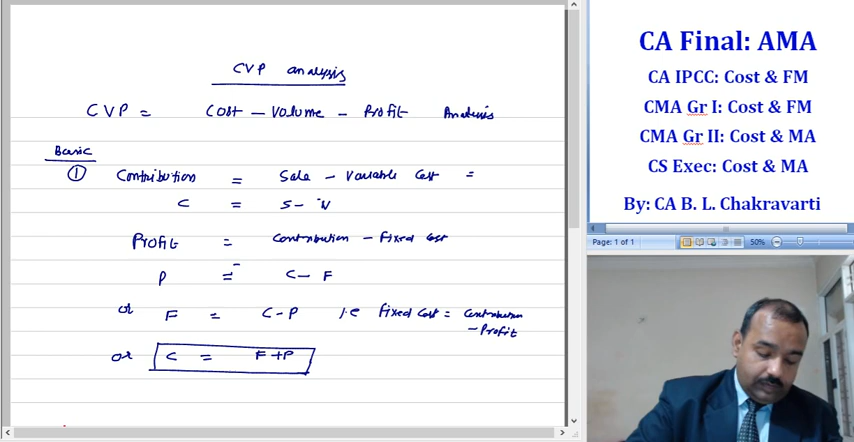 CVP analysis
CVP = Cost - Volume - Profit Analysis
Basic
① Contribution = Sale - Variable Cost =
C = S - V
Profit = Contribution - Fixed Cost
P = C - F
or F = C - P i.e Fixed Cost = Contribution - Profit
or C = F + P
CA Final: AMA
CA IPCC: Cost & FM
CMA Gr I: Cost & FM
CMA Gr II: Cost & MA
CS Exec: Cost & MA
By: CA B. L. Chakravarti
Page: 1 of 1
50%